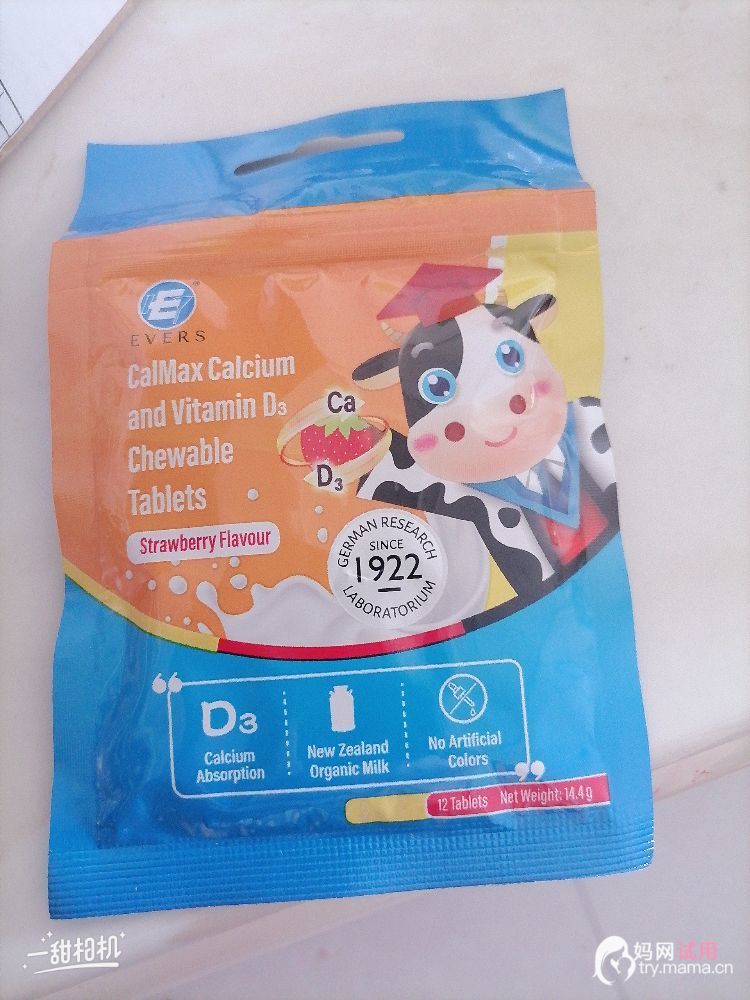 EVERS
CalMax Calcium
and Vitamin D₃
Chewable
Tablets
Strawberry Flavour
Ca
D₃
GERMAN RESEARCH
SINCE
1922
LABORATORIUM
D₃
Calcium
Absorption
New Zealand
Organic Milk
No Artificial
Colors
12 Tablets Net Weight: 14.4g
一甜相机
妈网试用
try.mama.cn